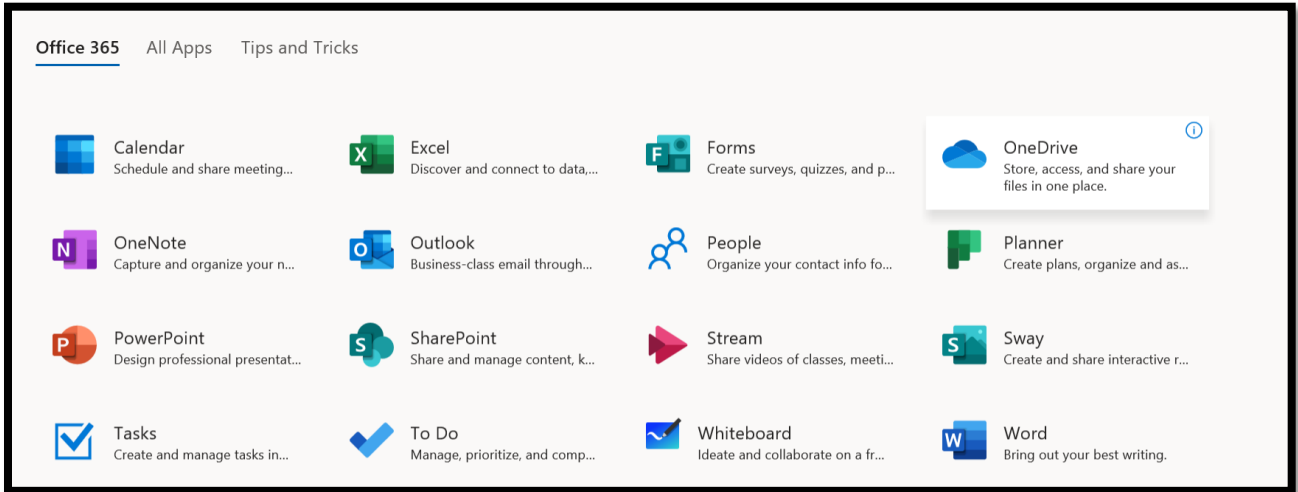 Office 365 All Apps Tips and Tricks
Calendar
Schedule and share meeting...
Excel
Discover and connect to data,...
Forms
Create surveys, quizzes, and p...
OneDrive
Store, access, and share your
files in one place.
OneNote
Capture and organize your n...
Outlook
Business-class email through...
People
Organize your contact info fo...
Planner
Create plans, organize and as...
PowerPoint
Design professional presentat...
SharePoint
Share and manage content, k...
Stream
Share videos of classes, meeti...
Sway
Create and share interactive r...
Tasks
Create and manage tasks in...
To Do
Manage, prioritize, and comp...
Whiteboard
Ideate and collaborate on a fr...
Word
Bring out your best writing.